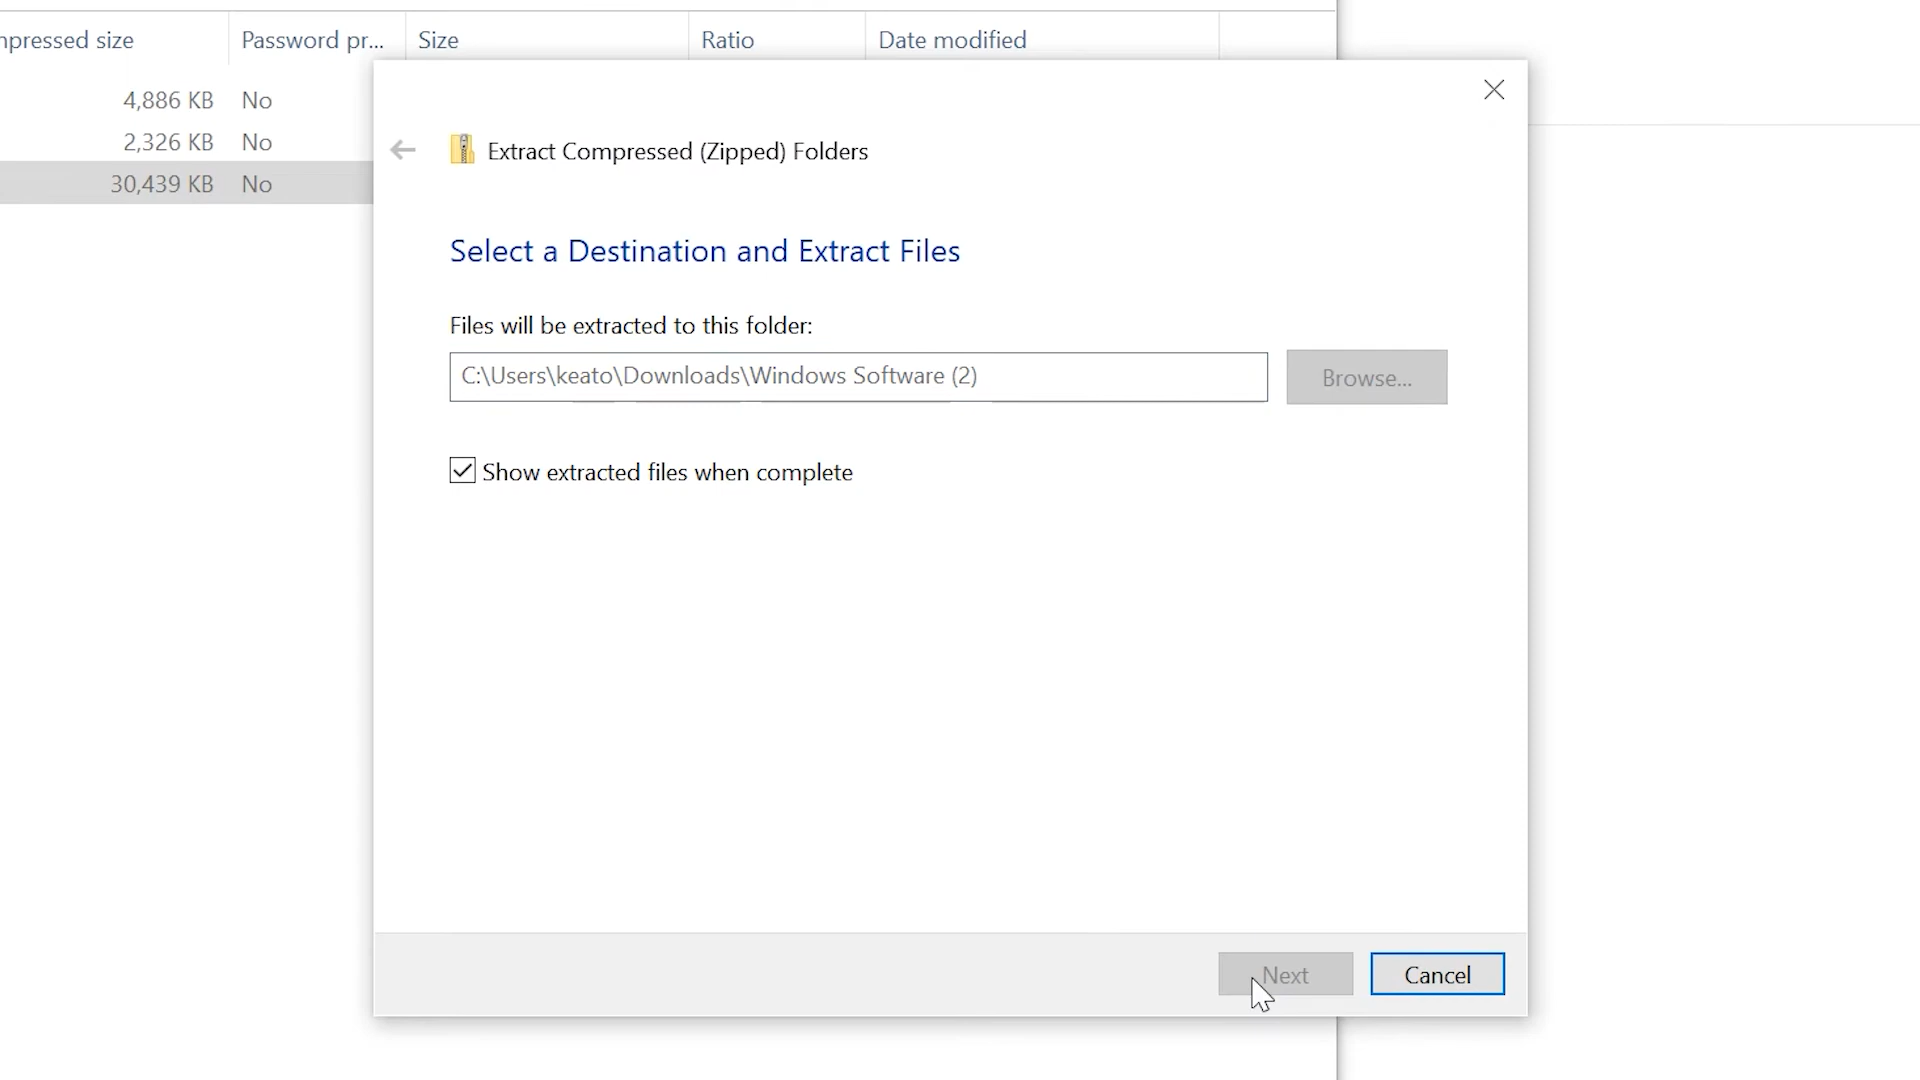 mpressed size Password pr... Size Ratio Date modified
4,886 KB No
2,326 KB No
30,439 KB No
Extract Compressed (Zipped) Folders
Select a Destination and Extract Files
Files will be extracted to this folder:
C:\Users\keato\Downloads\Windows Software (2)
Browse...
Show extracted files when complete
Next Cancel